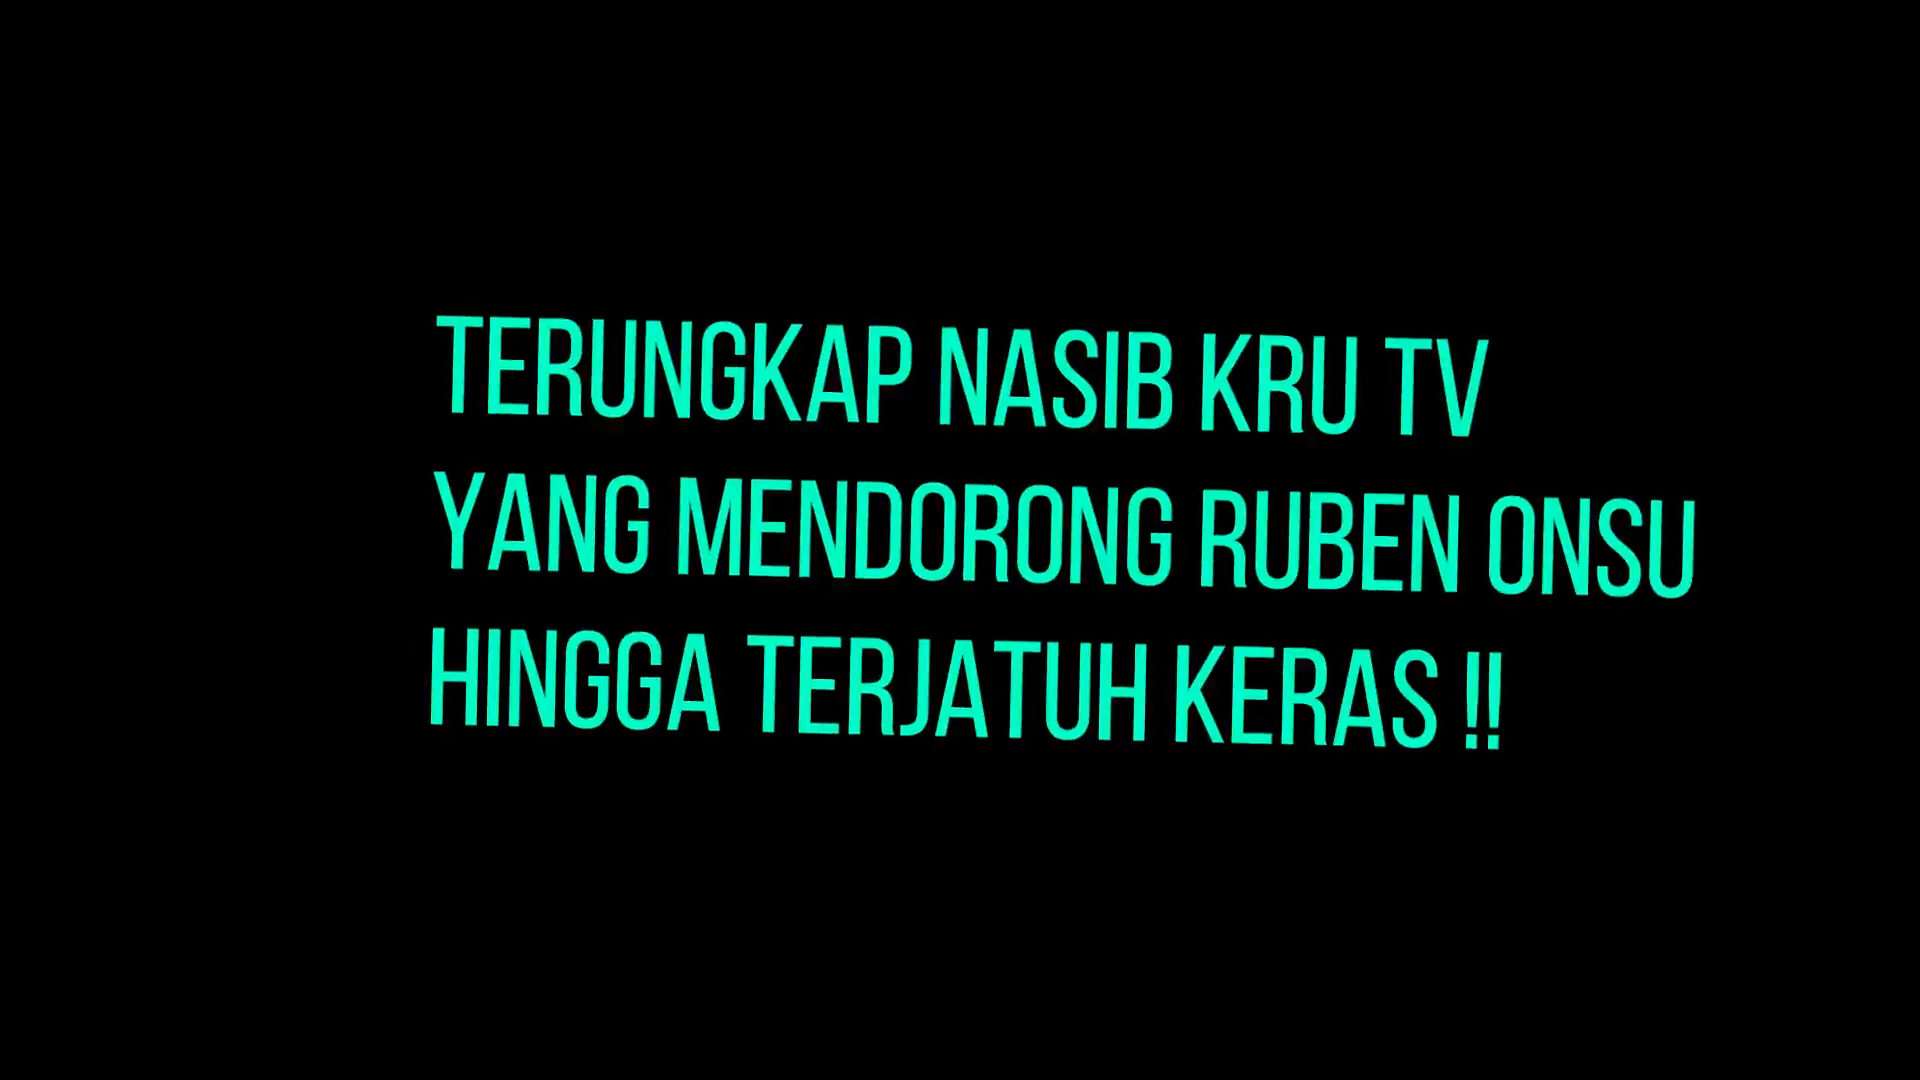 TERUNGKAP NASIB KRU TV
YANG MENDORONG RUBEN ONSU
HINGGA TERJATUH KERAS !!